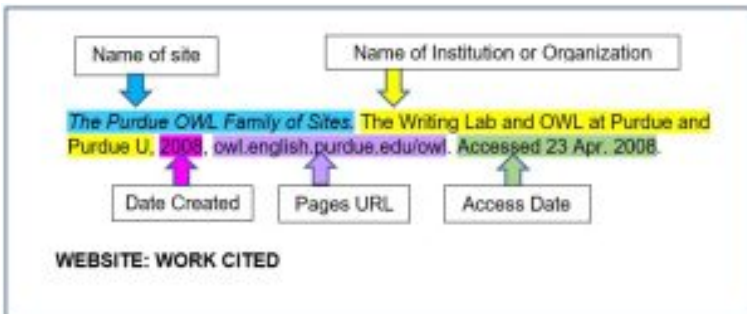 Name of site
Name of Institution or Organization
The Purdue OWL Family of Sites. The Writing Lab and OWL at Purdue and
Purdue U, 2008, owl.english.purdue.edu/owl. Accessed 23 Apr. 2008.
Date Created
Pages URL
Access Date
WEBSITE: WORK CITED